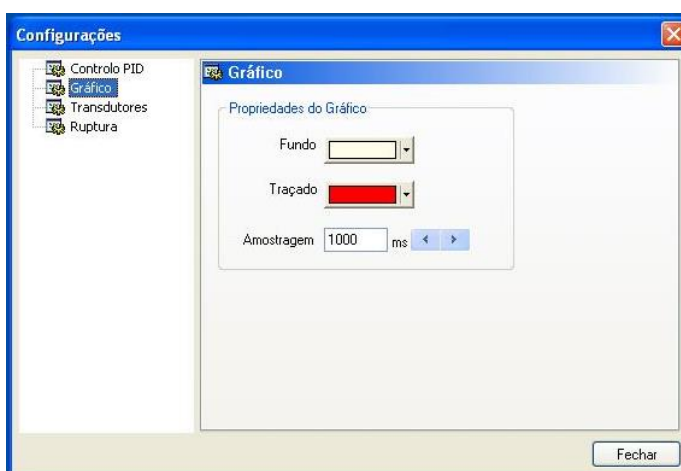 Configurações
Controlo PID
Gráfico
Transdutores
Ruptura
Gráfico
Propriedades do Gráfico
Fundo
Traçado
Amostragem 1000 ms
Fechar